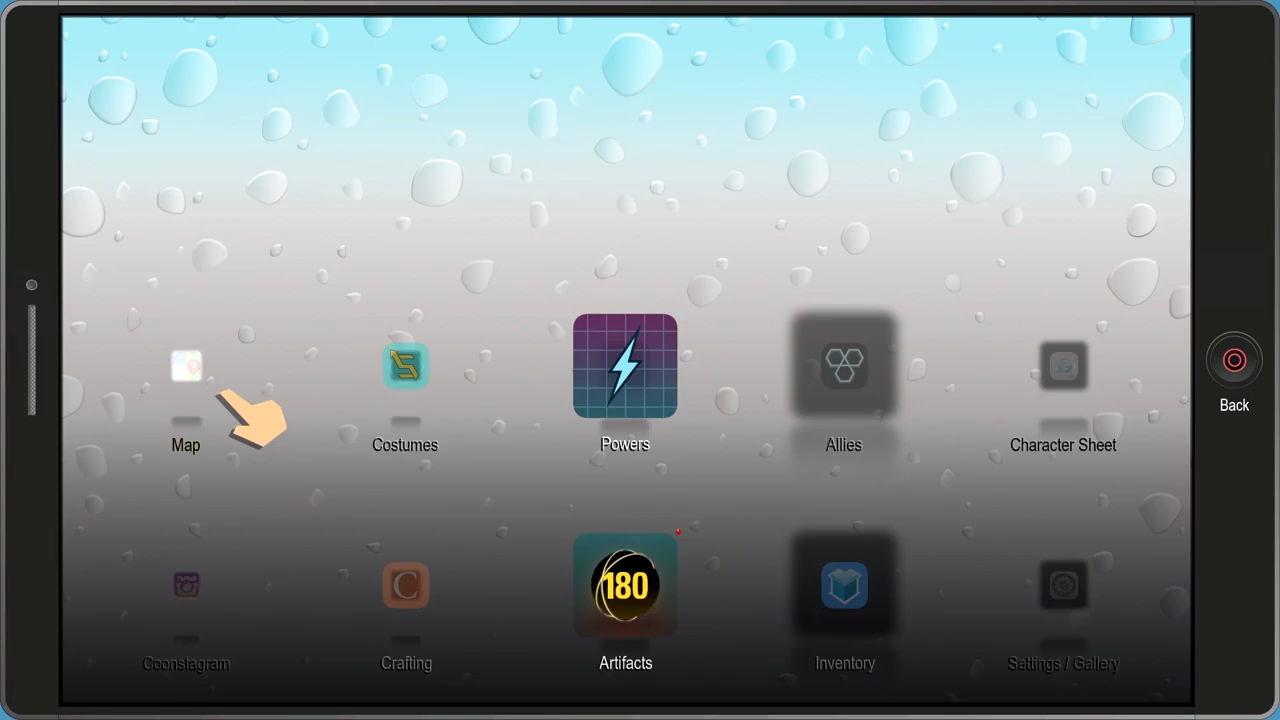 Map
Costumes
Powers
Allies
Character Sheet
Back
C
180
Coonstagram
Crafting
Artifacts
Inventory
Settings / Gallery